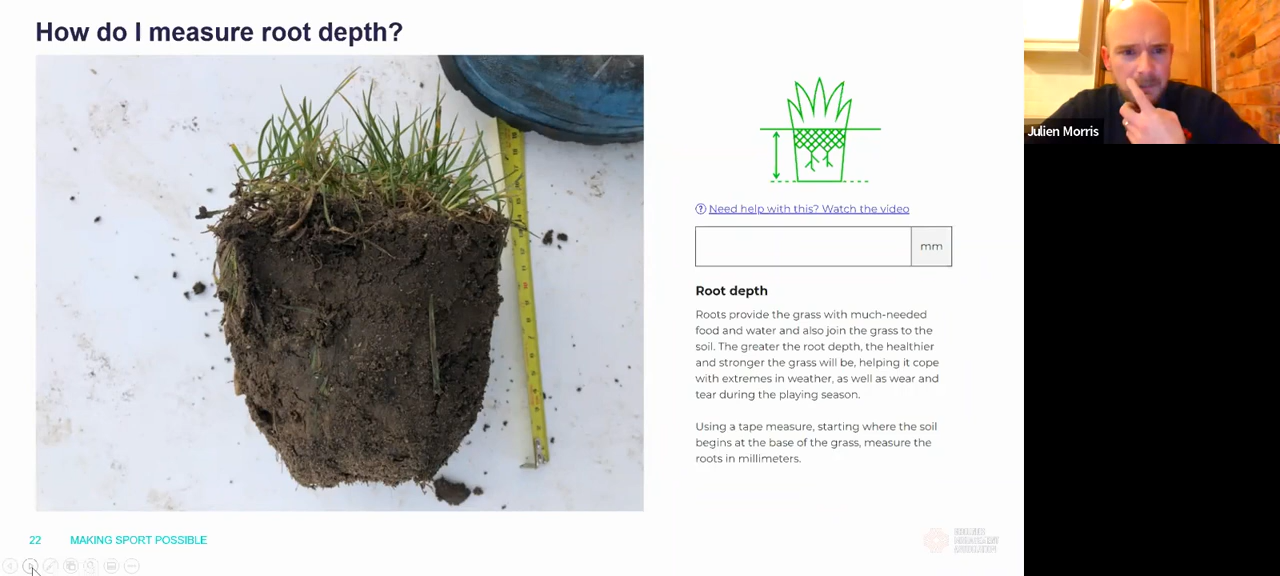 How do I measure root depth?
Need help with this? Watch the video
mm
Root depth
Roots provide the grass with much-needed
food and water and also join the grass to the
soil. The greater the root depth, the healthier
and stronger the grass will be, helping it cope
with extremes in weather, as well as wear and
tear during the playing season.
Using a tape measure, starting where the soil
begins at the base of the grass, measure the
roots in millimeters.
22 MAKING SPORT POSSIBLE
Julien Morris